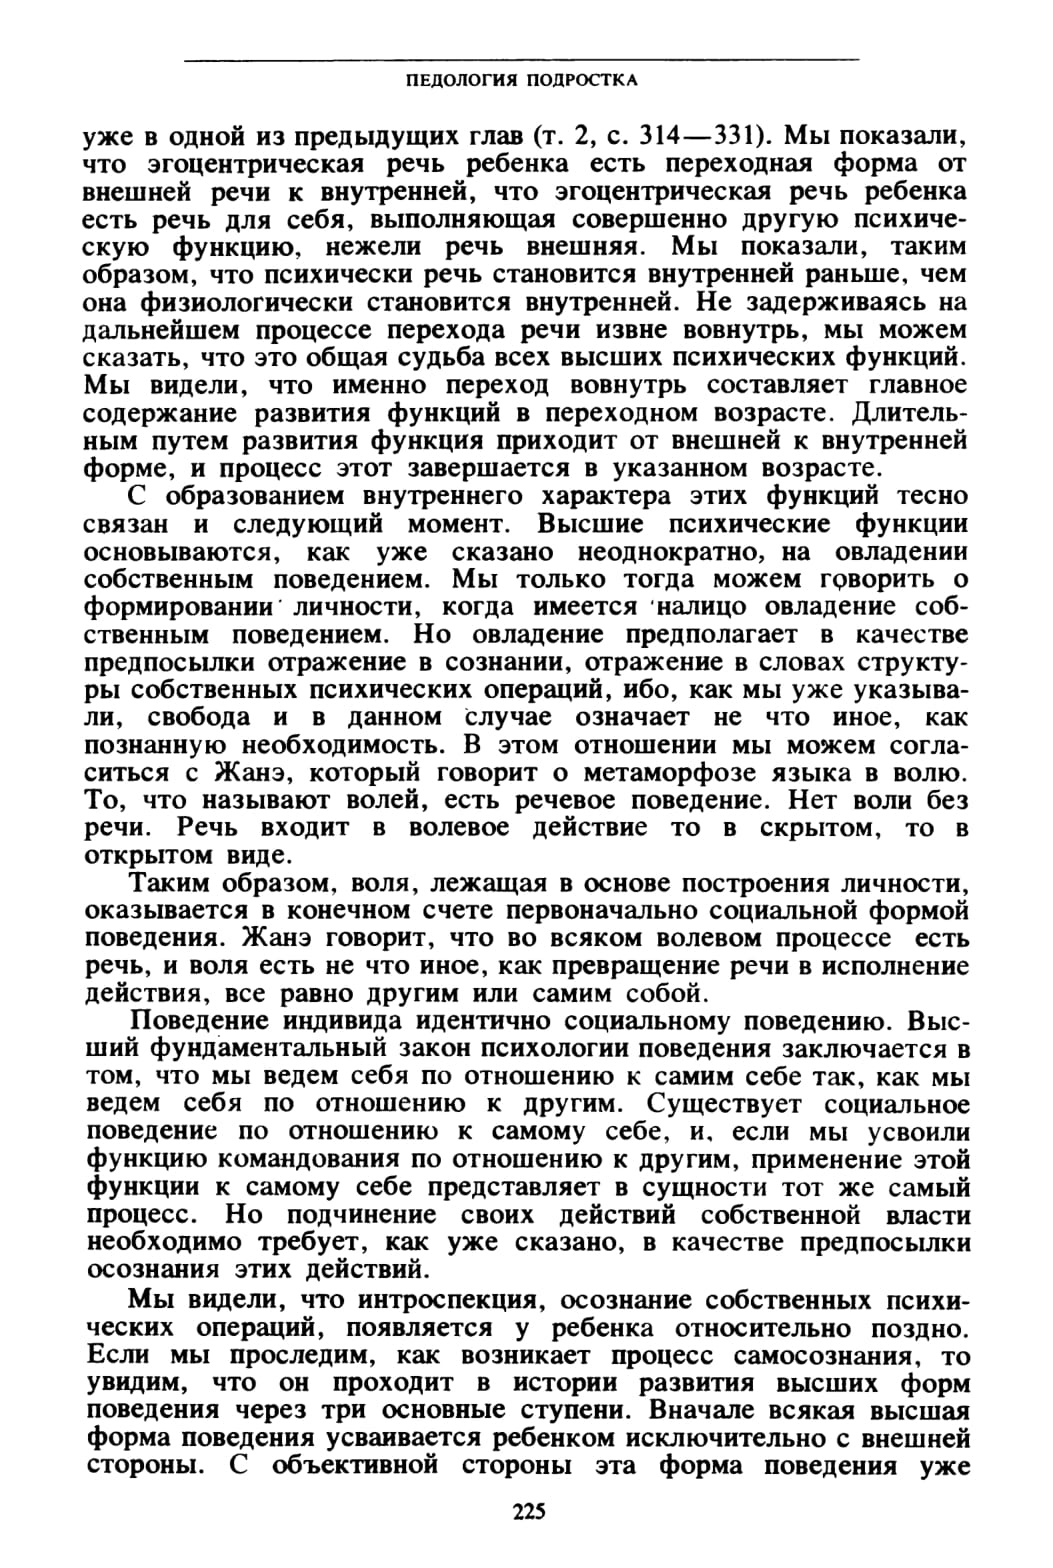 ПЕДОЛОГИЯ ПОДРОСТКА
уже в одной из предыдущих глав (т. 2, с. 314—331). Мы показали,
что эгоцентрическая речь ребенка есть переходная форма от
внешней речи к внутренней, что эгоцентрическая речь ребенка
есть речь для себя, выполняющая совершенно другую психиче-
скую функцию, нежели речь внешняя. Мы показали, таким
образом, что психически речь становится внутренней раньше, чем
она физиологически становится внутренней. Не задерживаясь на
дальнейшем процессе перехода речи извне вовнутрь, мы можем
сказать, что это общая судьба всех высших психических функций.
Мы видели, что именно переход вовнутрь составляет главное
содержание развития функций в переходном возрасте. Длитель-
ным путем развития функция приходит от внешней к внутренней
форме, и процесс этот завершается в указанном возрасте.
С образованием внутреннего характера этих функций тесно
связан и следующий момент. Высшие психические функции
основываются, как уже сказано неоднократно, на овладении
собственным поведением. Мы только тогда можем говорить о
формировании личности, когда имеется налицо овладение соб-
ственным поведением. Но овладение предполагает в качестве
предпосылки отражение в сознании, отражение в словах структу-
ры собственных психических операций, ибо, как мы уже указыва-
ли, свобода и в данном случае означает не что иное, как
познанную необходимость. В этом отношении мы можем согла-
ситься с Жанэ, который говорит о метаморфозе языка в волю.
То, что называют волей, есть речевое поведение. Нет воли без
речи. Речь входит в волевое действие то в скрытом, то в
открытом виде.
Таким образом, воля, лежащая в основе построения личности,
оказывается в конечном счете первоначально социальной формой
поведения. Жанэ говорит, что во всяком волевом процессе есть
речь, и воля есть не что иное, как превращение речи в исполнение
действия, все равно другим или самим собой.
Поведение индивида идентично социальному поведению. Выс-
ший фундаментальный закон психологии поведения заключается в
том, что мы ведем себя по отношению к самим себе так, как мы
ведем себя по отношению к другим. Существует социальное
поведение по отношению к самому себе, и, если мы усвоили
функцию командования по отношению к другим, применение этой
функции к самому себе представляет в сущности тот же самый
процесс. Но подчинение своих действий собственной власти
необходимо требует, как уже сказано, в качестве предпосылки
осознания этих действий.
Мы видели, что интроспекция, осознание собственных психи-
ческих операций, появляется у ребенка относительно поздно.
Если мы проследим, как возникает процесс самосознания, то
увидим, что он проходит в истории развития высших форм
поведения через три основные ступени. Вначале всякая высшая
форма поведения усваивается ребенком исключительно с внешней
стороны. С объективной стороны эта форма поведения уже
225